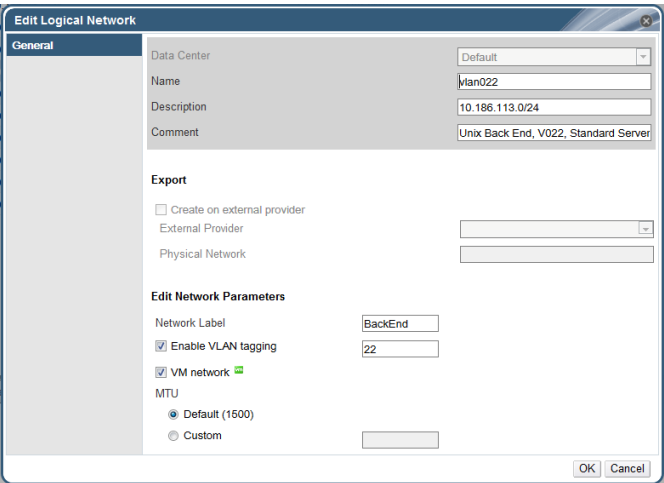 Edit Logical Network
General
Data Center Default
Name vlan022
Description 10.186.113.0/24
Comment Unix Back End, V022, Standard Server
Export
Create on external provider
External Provider
Physical Network
Edit Network Parameters
Network Label BackEnd
Enable VLAN tagging 22
VM network
MTU
Default (1500)
Custom
OK Cancel